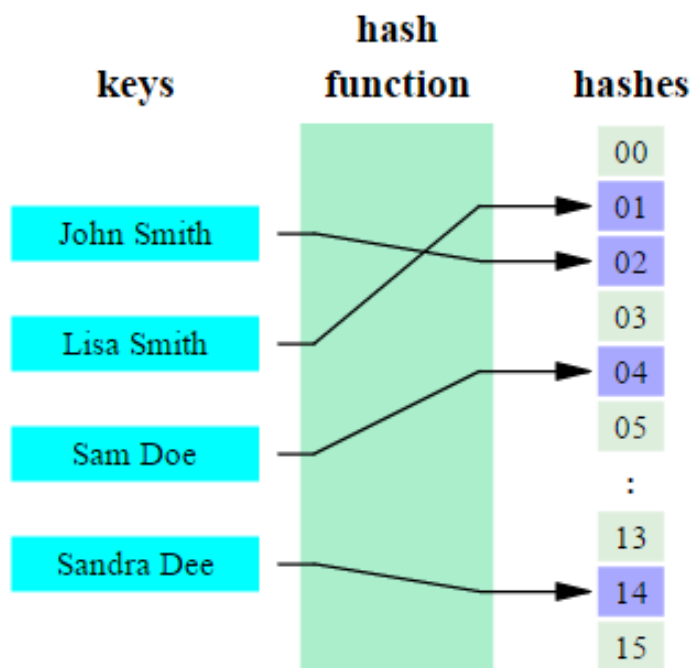 keys
hash
function
hashes
John Smith
Lisa Smith
Sam Doe
Sandra Dee
00
01
02
03
04
05
:
13
14
15